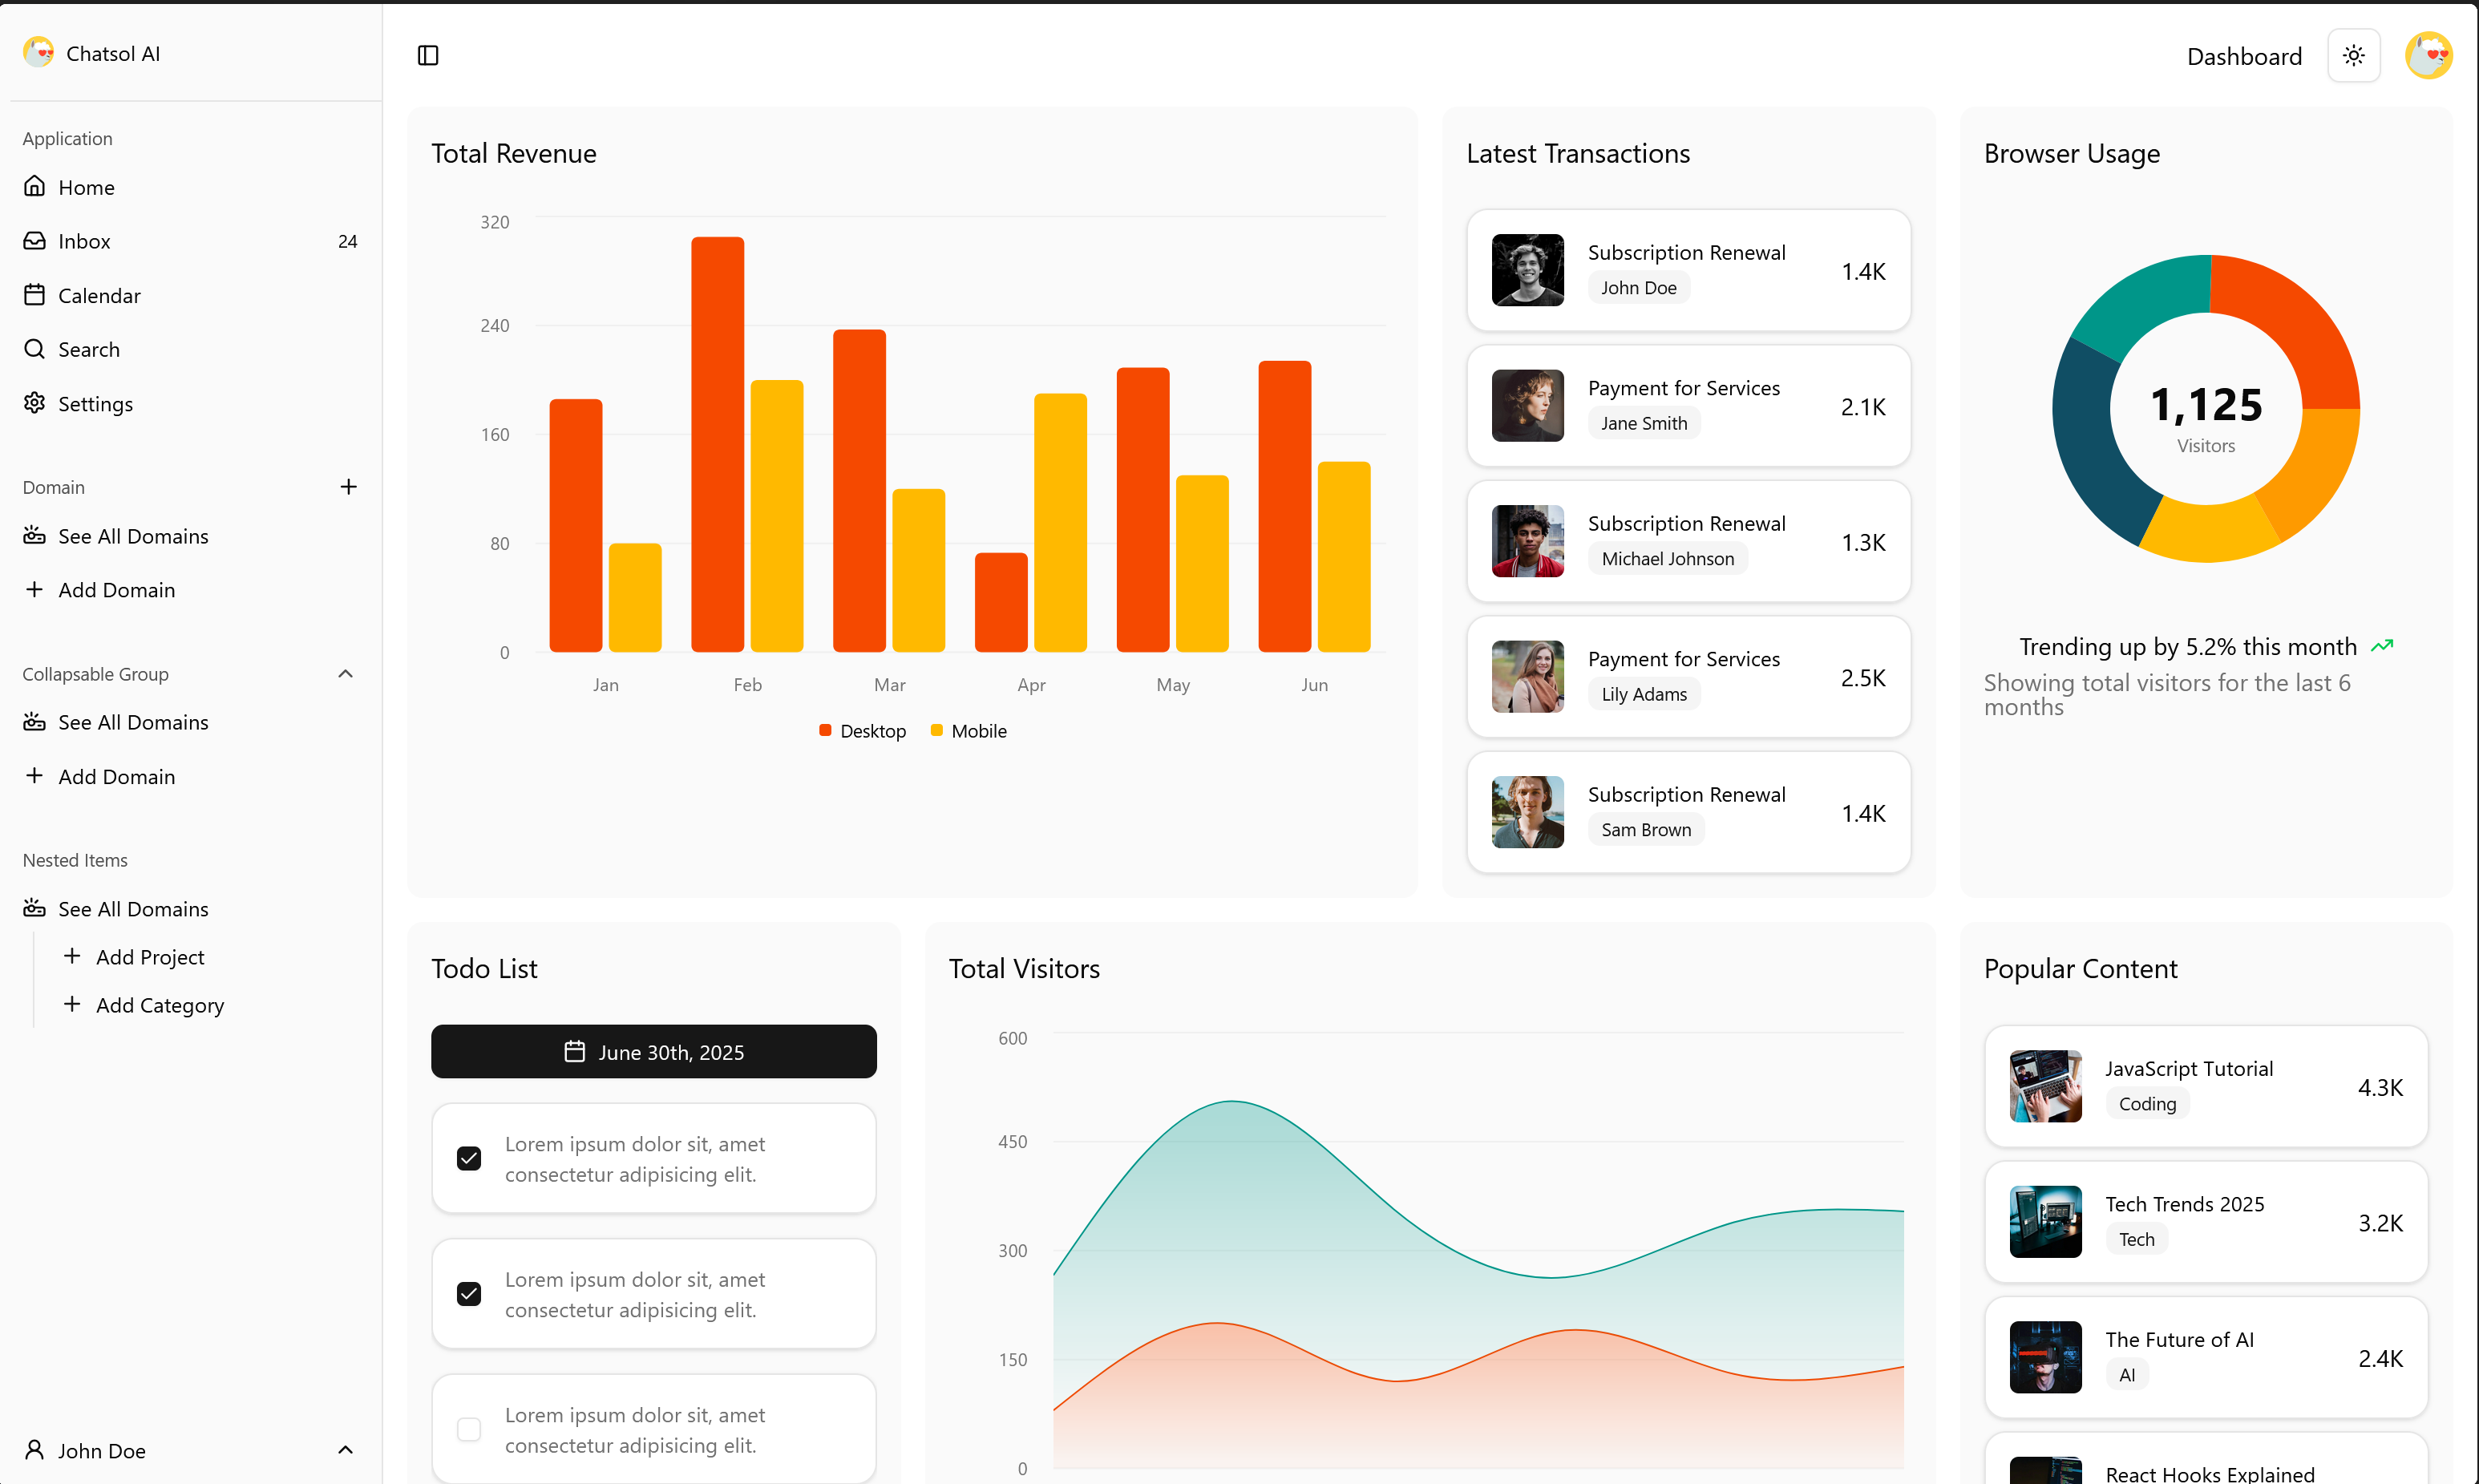 Chatsol AI
Application
Home
Inbox 24
Calendar
Search
Settings
Domain
See All Domains
Add Domain
Collapsable Group
See All Domains
Add Domain
Nested Items
See All Domains
Add Project
Add Category
John Doe
Dashboard
Total Revenue
320
240
160
80
0
Jan Feb Mar Apr May Jun
Desktop Mobile
Latest Transactions
Subscription Renewal
John Doe
1.4K
Payment for Services
Jane Smith
2.1K
Subscription Renewal
Michael Johnson
1.3K
Payment for Services
Lily Adams
2.5K
Subscription Renewal
Sam Brown
1.4K
Browser Usage
1,125
Visitors
Trending up by 5.2% this month
Showing total visitors for the last 6
months
Todo List
June 30th, 2025
Lorem ipsum dolor sit, amet
consectetur adipisicing elit.
Lorem ipsum dolor sit, amet
consectetur adipisicing elit.
Lorem ipsum dolor sit, amet
consectetur adipisicing elit.
Total Visitors
600
450
300
150
0
Popular Content
JavaScript Tutorial
Coding
4.3K
Tech Trends 2025
Tech
3.2K
The Future of AI
AI
2.4K
React Hooks Explained